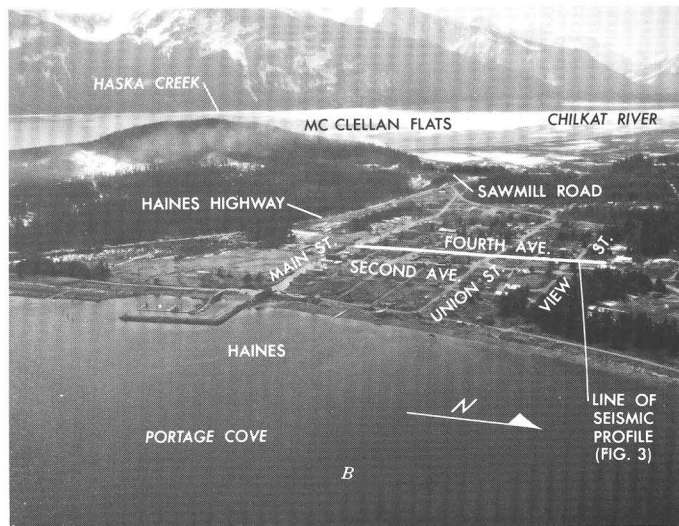 HASKA CREEK
MC CLELLAN FLATS
CHILKAT RIVER
SAWMILL ROAD
HAINES HIGHWAY
MAIN ST.
FOURTH AVE.
SECOND AVE.
UNION ST.
VIEW ST.
HAINES
LINE OF
SEISMIC
PROFILE
(FIG. 3)
N
PORTAGE COVE
B